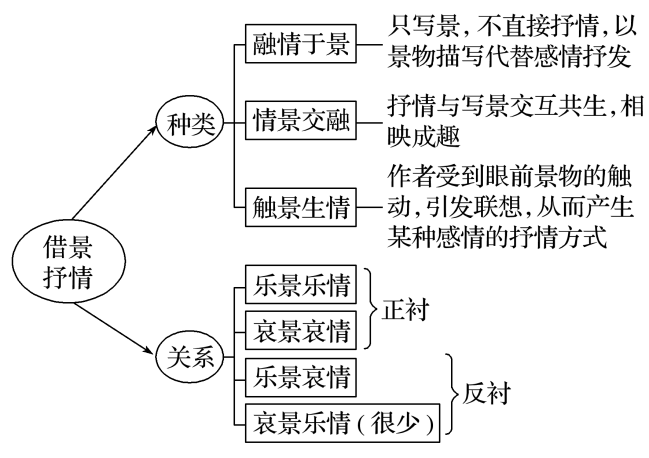 融情于景
只写景，不直接抒情，以
景物描写代替感情抒发
种类
情景交融
抒情与写景交互共生，相
映成趣
触景生情
作者受到眼前景物的触
动，引发联想，从而产生
某种感情的抒情方式
借景
抒情
乐景乐情
哀景哀情
正衬
关系
乐景哀情
哀景乐情（很少）
反衬